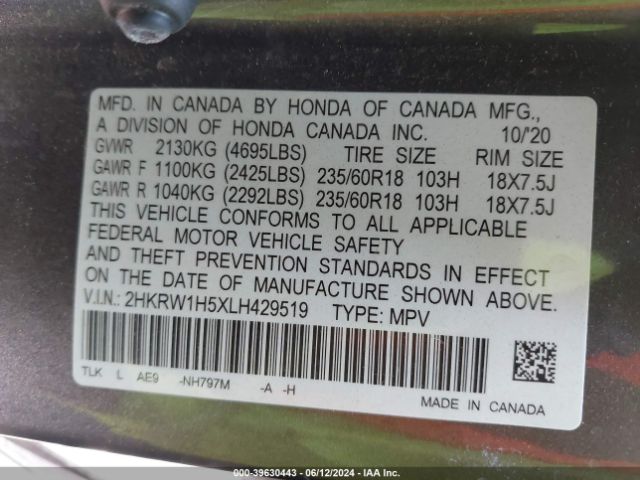 MFD. IN CANADA BY HONDA OF CANADA MFG.,
A DIVISION OF HONDA CANADA INC. 10/'20
GVWR 2130KG (4695LBS) TIRE SIZE RIM SIZE
GAWR F 1100KG (2425LBS) 235/60R18 103H 18X7.5J
GAWR R 1040KG (2292LBS) 235/60R18 103H 18X7.5J
THIS VEHICLE CONFORMS TO ALL APPLICABLE
FEDERAL MOTOR VEHICLE SAFETY
AND THEFT PREVENTION STANDARDS IN EFFECT
ON THE DATE OF MANUFACTURE SHOWN ABOVE.
V.I.N.: 2HKRW1H5XLH429519 TYPE: MPV
TLK L AE9 -NH797M -A -H
MADE IN CANADA
000-39630443 - 06/12/2024 - IAA Inc.